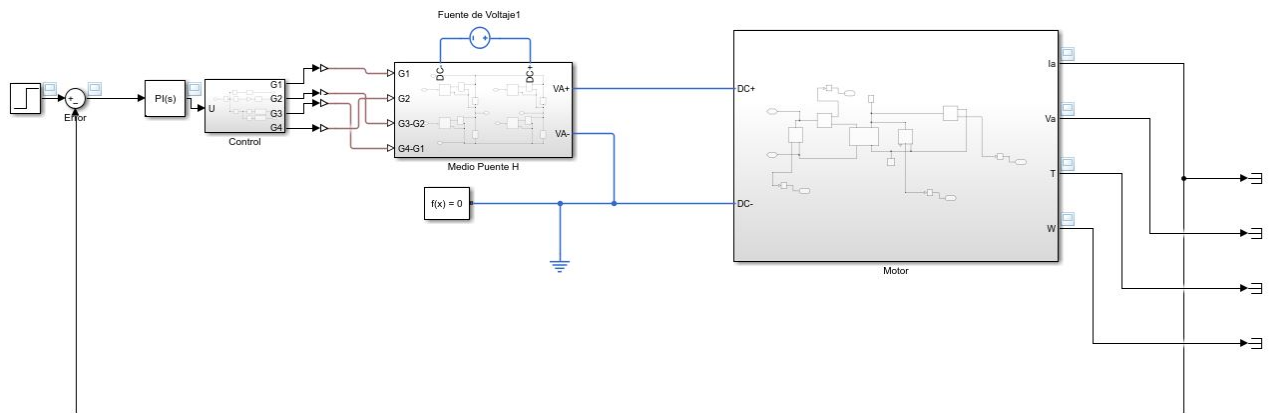 Fuente de Voltaje1
DC-
DC+
Error
+
-
PI(s)
U
G1
G2
G3
G4
Control
G1
G2
G3-G2
G4-G1
VA+
VA-
Medio Puente H
f(x) = 0
DC+
DC-
Ia
Va
T
W
Motor